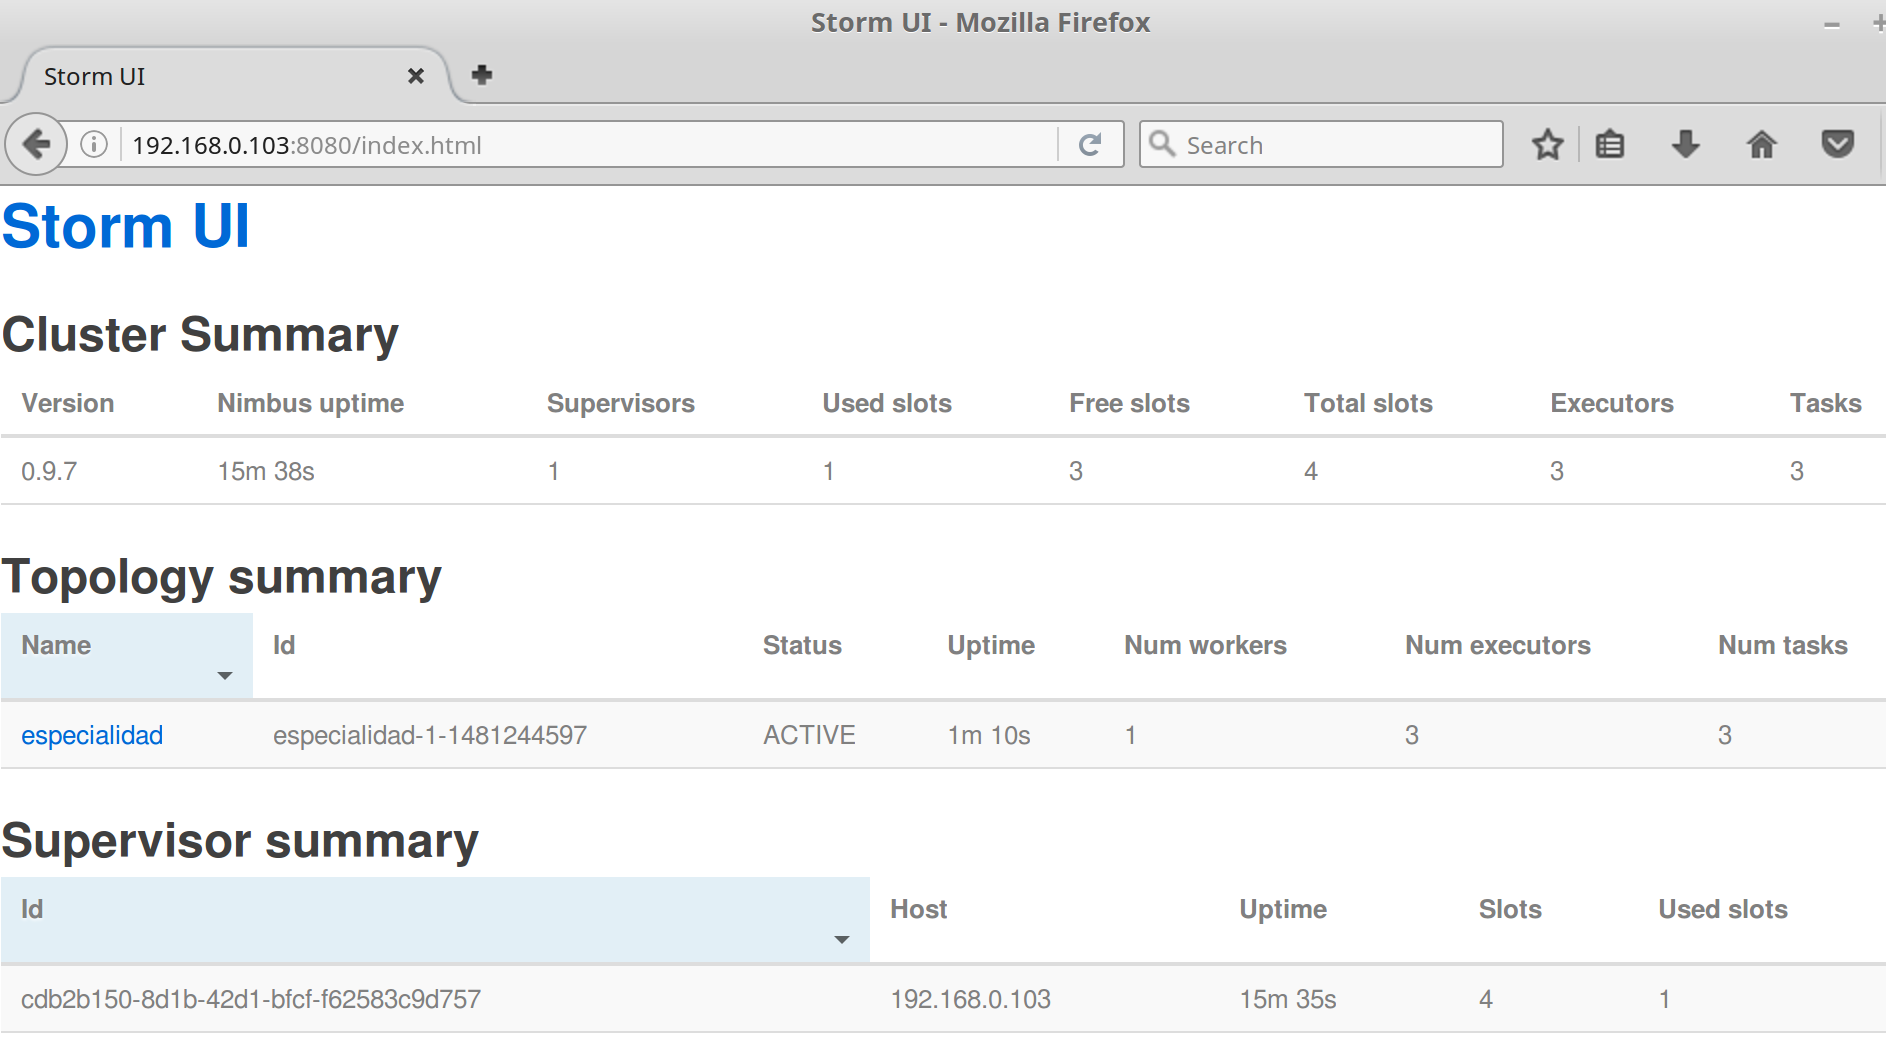 Storm UI - Mozilla Firefox
Storm UI
192.168.0.103:8080/index.html Search
Storm UI
Cluster Summary
Version Nimbus uptime Supervisors Used slots Free slots Total slots Executors Tasks
0.9.7 15m 38s 1 1 3 4 3 3
Topology summary
Name Id Status Uptime Num workers Num executors Num tasks
especialidad especialidad-1-1481244597 ACTIVE 1m 10s 1 3 3
Supervisor summary
Id Host Uptime Slots Used slots
cdb2b150-8d1b-42d1-bfcf-f62583c9d757 192.168.0.103 15m 35s 4 1